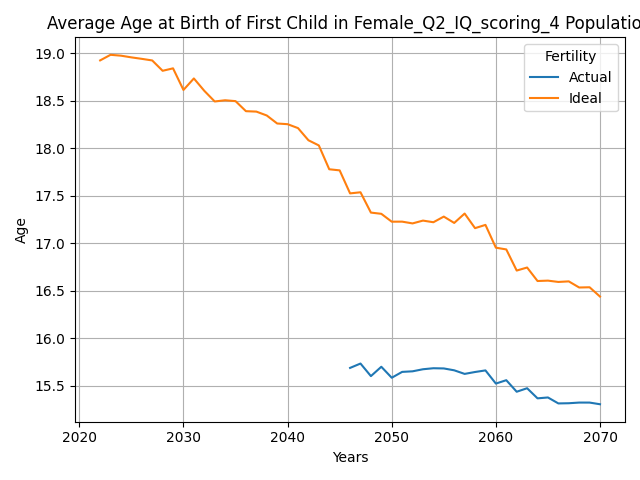 Average Age at Birth of First Child in Female_Q2_IQ_scoring_4 Populatio
19.0
18.5
18.0
17.5
17.0
16.5
16.0
15.5
Age
Fertility
Actual
Ideal
2020
2030
2040
2050
2060
2070
Years